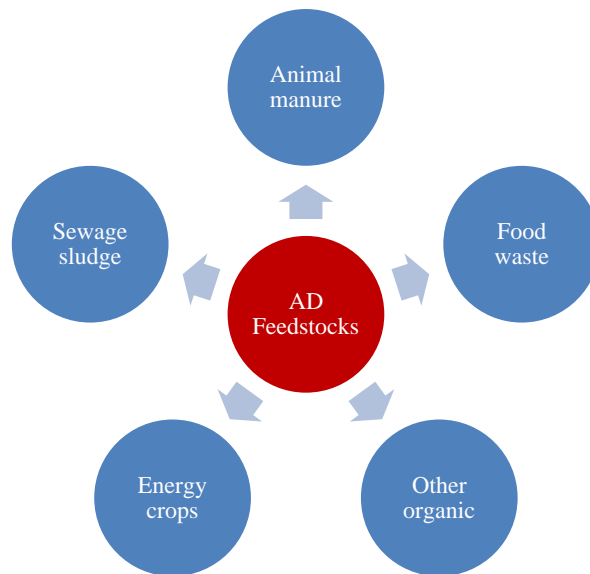 Animal
manure
Sewage
sludge
Food
waste
AD
Feedstocks
Energy
crops
Other
organic